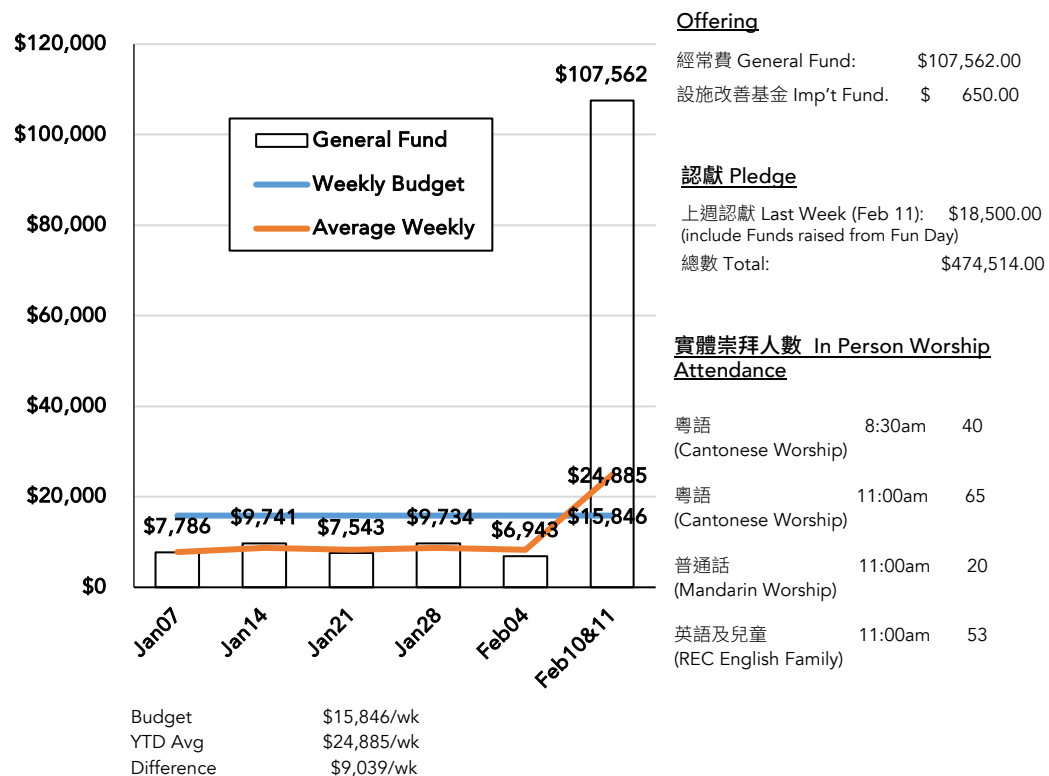 $120,000
$100,000
$80,000
$60,000
$40,000
$20,000
$0
General Fund
Weekly Budget
Average Weekly
$107,562
$24,885
$15,846
$7,786
$9,741
$7,543
$9,734
$6,943
Jan07
Jan14
Jan21
Jan28
Feb04
Feb10&11
Budget $15,846/wk
YTD Avg $24,885/wk
Difference $9,039/wk
Offering
經常費 General Fund: $107,562.00
設施改善基金 Imp't Fund. $ 650.00
認獻 Pledge
上週認獻 Last Week (Feb 11): $18,500.00
(include Funds raised from Fun Day)
總數 Total: $474,514.00
實體崇拜人數 In Person Worship
Attendance
粵語 8:30am 40
(Cantonese Worship)
粵語 11:00am 65
(Cantonese Worship)
普通話 11:00am 20
(Mandarin Worship)
英語及兒童 11:00am 53
(REC English Family)